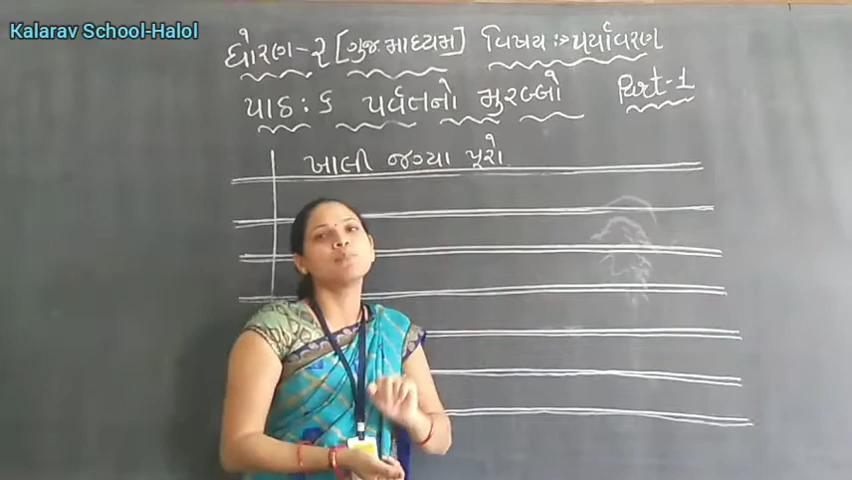 Kalarav School-Halol
ધોરણ-૨ [ગુજ માધ્યમ] વિષય :➝ પર્યાવરણ
પાઠ : ૬ પર્વતનો મુરબ્બો Part-1
ખાલી જગ્યા પૂરો